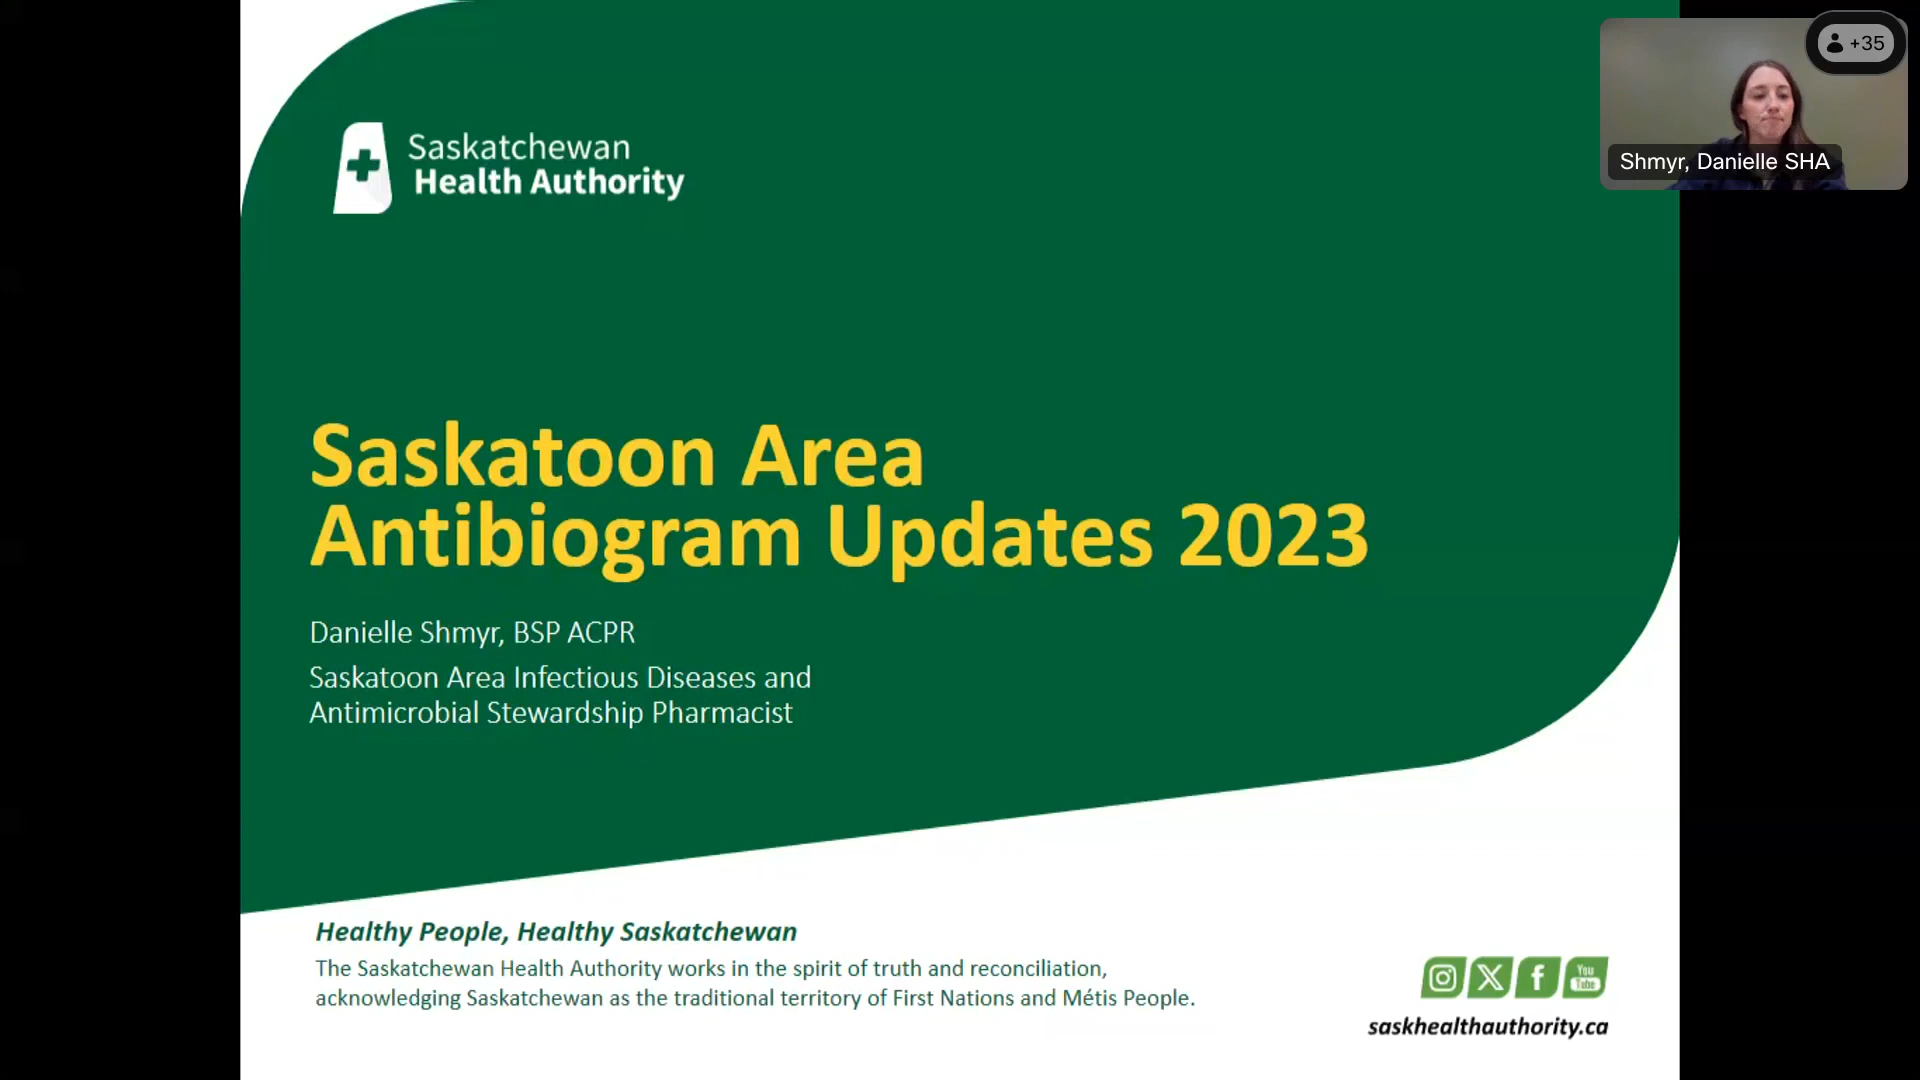 +35
Shmyr, Danielle SHA
Saskatchewan
Health Authority
Saskatoon Area
Antibiogram Updates 2023
Danielle Shmyr, BSP ACPR
Saskatoon Area Infectious Diseases and
Antimicrobial Stewardship Pharmacist
Healthy People, Healthy Saskatchewan
The Saskatchewan Health Authority works in the spirit of truth and reconciliation,
acknowledging Saskatchewan as the traditional territory of First Nations and Métis People.
You
Tube
saskhealthauthority.ca